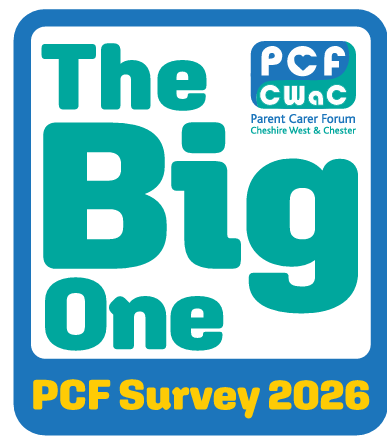 The
Big
One
PCF
CWaC
Parent Carer Forum
Cheshire West & Chester
PCF Survey 2026